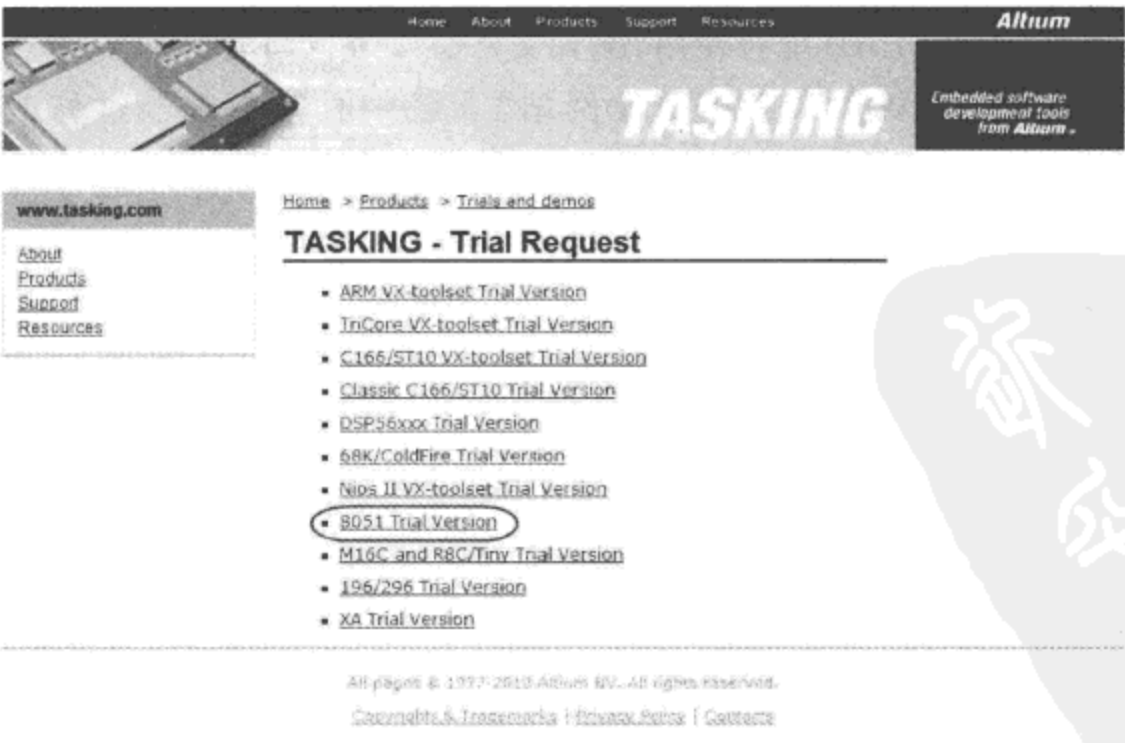 Home About Products Support Resources
Altium
TASKING
Embedded software
development tools
from Altium
www.tasking.com
About
Products
Support
Resources
Home > Products > Trials and demos
TASKING - Trial Request
▪ ARM VX-toolset Trial Version
▪ TriCore VX-toolset Trial Version
▪ C166/ST10 VX-toolset Trial Version
▪ Classic C166/ST10 Trial Version
▪ DSP56xxx Trial Version
▪ 68K/ColdFire Trial Version
▪ Nios II VX-toolset Trial Version
▪ 8051 Trial Version
▪ M16C and R8C/Tiny Trial Version
▪ 196/296 Trial Version
▪ XA Trial Version
All pages © 1977-2010 Altium BV. All rights reserved.
Copyrights & Trademarks | Privacy Policy | Contacts